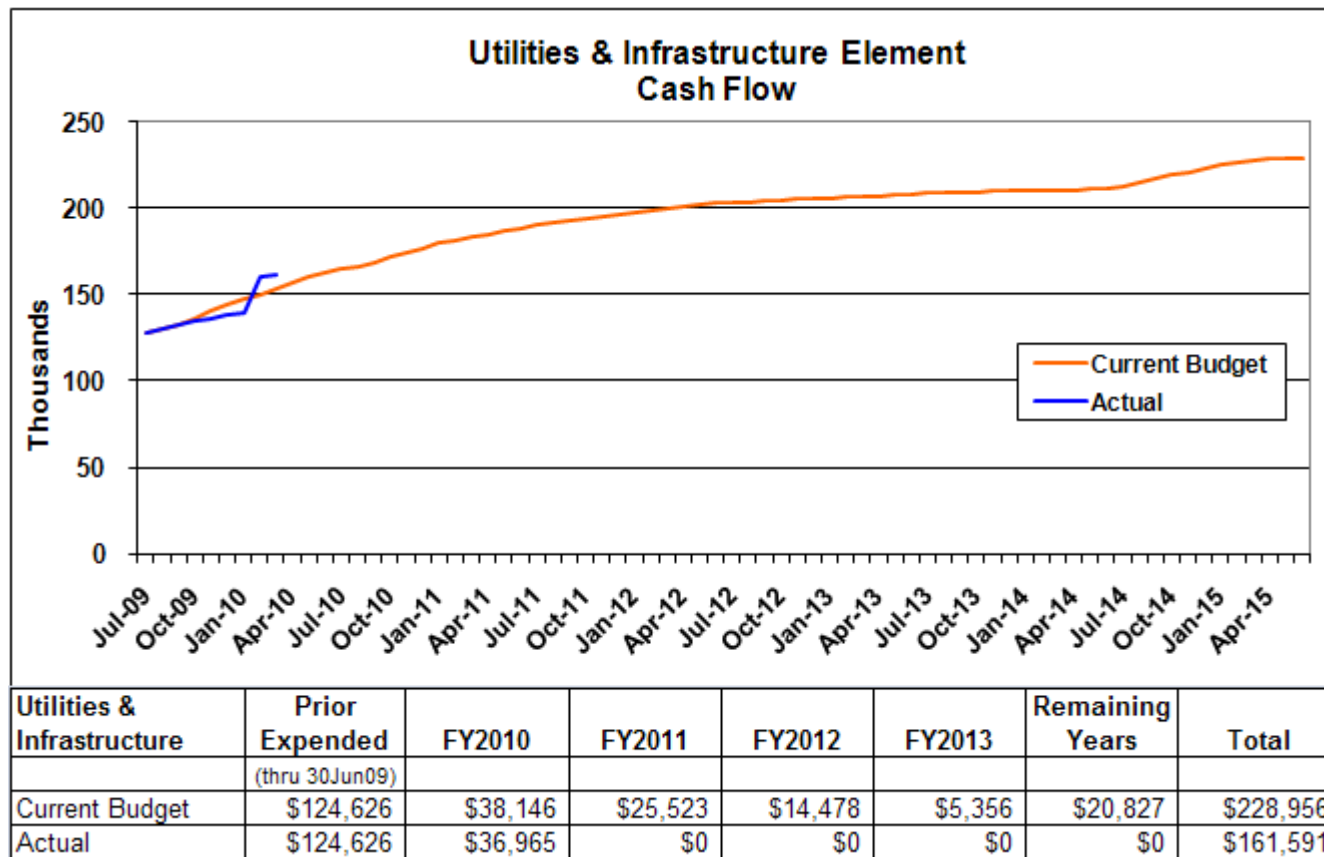 Utilities & Infrastructure Element
Cash Flow
250
200
150
100
50
0
Thousands
Current Budget
Actual
Jul-09 Oct-09 Jan-10 Apr-10 Jul-10 Oct-10 Jan-11 Apr-11 Jul-11 Oct-11 Jan-12 Apr-12 Jul-12 Oct-12 Jan-13 Apr-13 Jul-13 Oct-13 Jan-14 Apr-14 Jul-14 Oct-14 Jan-15 Apr-15
Utilities & Prior Remaining
Infrastructure Expended FY2010 FY2011 FY2012 FY2013 Years Total
(thru 30Jun09)
Current Budget $124,626 $38,146 $25,523 $14,478 $5,356 $20,827 $228,956
Actual $124,626 $36,965 $0 $0 $0 $0 $161,591